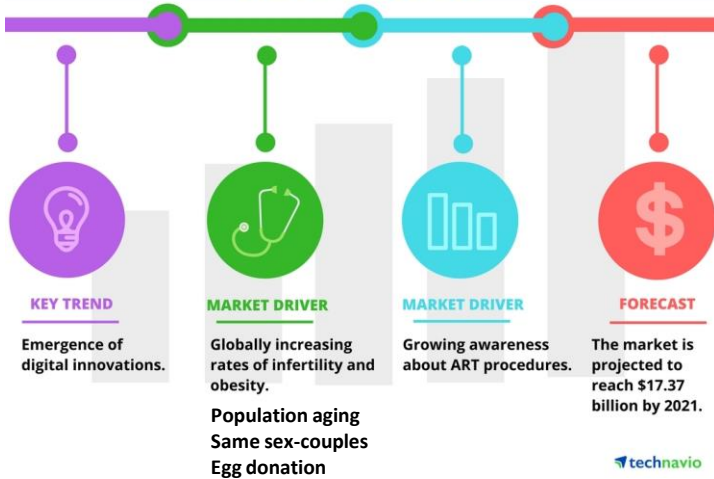 KEY TREND
Emergence of
digital innovations.
MARKET DRIVER
Globally increasing
rates of infertility and
obesity.
Population aging
Same sex-couples
Egg donation
MARKET DRIVER
Growing awareness
about ART procedures.
$
FORECAST
The market is
projected to
reach $17.37
billion by 2021.
technavio